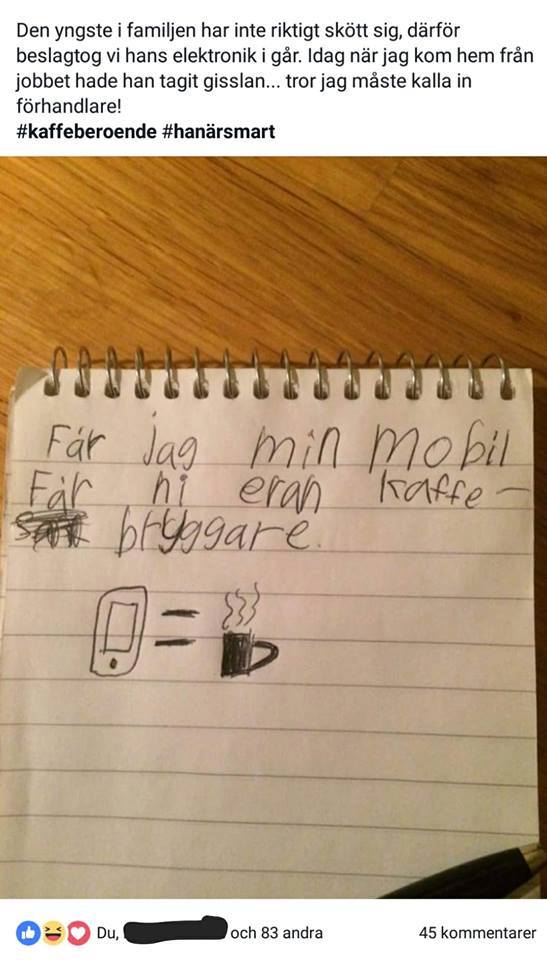 Den yngste i familjen har inte riktigt skött sig, därför
beslagtog vi hans elektronik i går. Idag när jag kom hem från
jobbet hade han tagit gisslan... tror jag måste kalla in
förhandlare!
#kaffeberoende #hanärsmart
Får jag min mobil
Får ni eran kaffe-
bryggare.
Du, och 83 andra
45 kommentarer